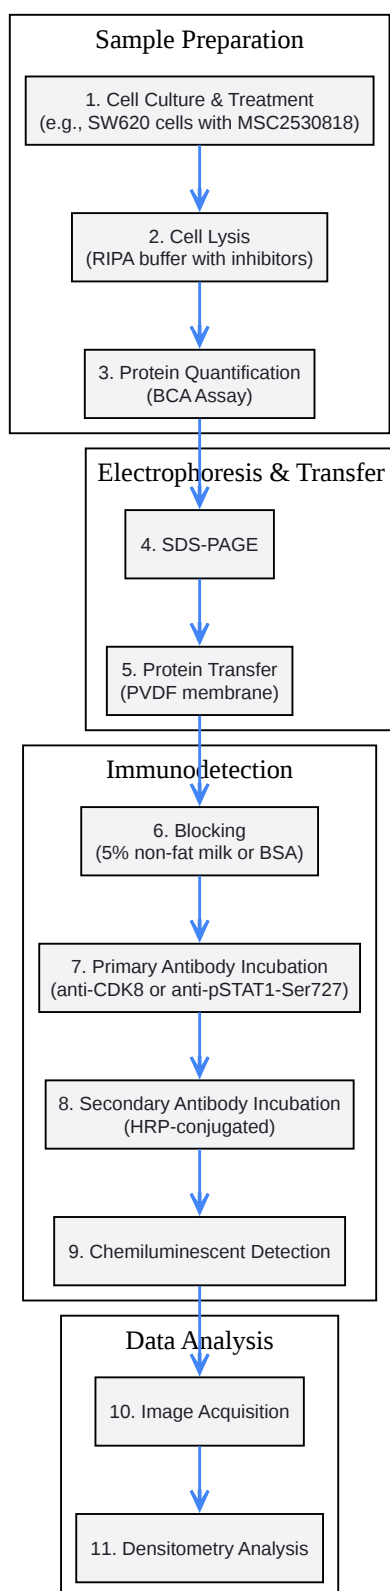 Sample Preparation
1. Cell Culture & Treatment
(e.g., SW620 cells with MSC2530818)
2. Cell Lysis
(RIPA buffer with inhibitors)
3. Protein Quantification
(BCA Assay)
Electrophoresis & Transfer
4. SDS-PAGE
5. Protein Transfer
(PVDF membrane)
Immunodetection
6. Blocking
(5% non-fat milk or BSA)
7. Primary Antibody Incubation
(anti-CDK8 or anti-pSTAT1-Ser727)
8. Secondary Antibody Incubation
(HRP-conjugated)
9. Chemiluminescent Detection
Data Analysis
10. Image Acquisition
11. Densitometry Analysis